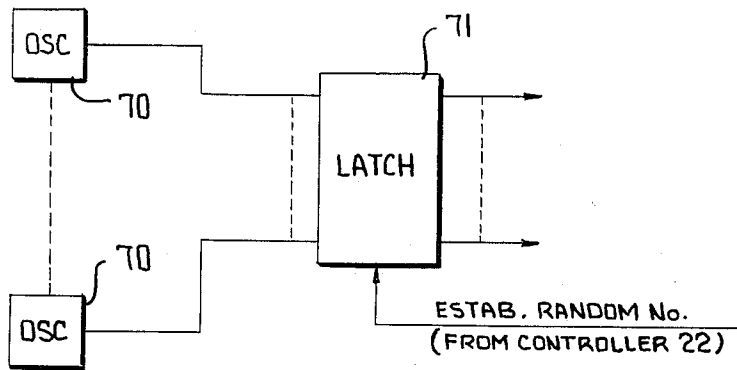 OSC
70
71
LATCH
70
OSC
ESTAB. RANDOM No.
(FROM CONTROLLER 22)